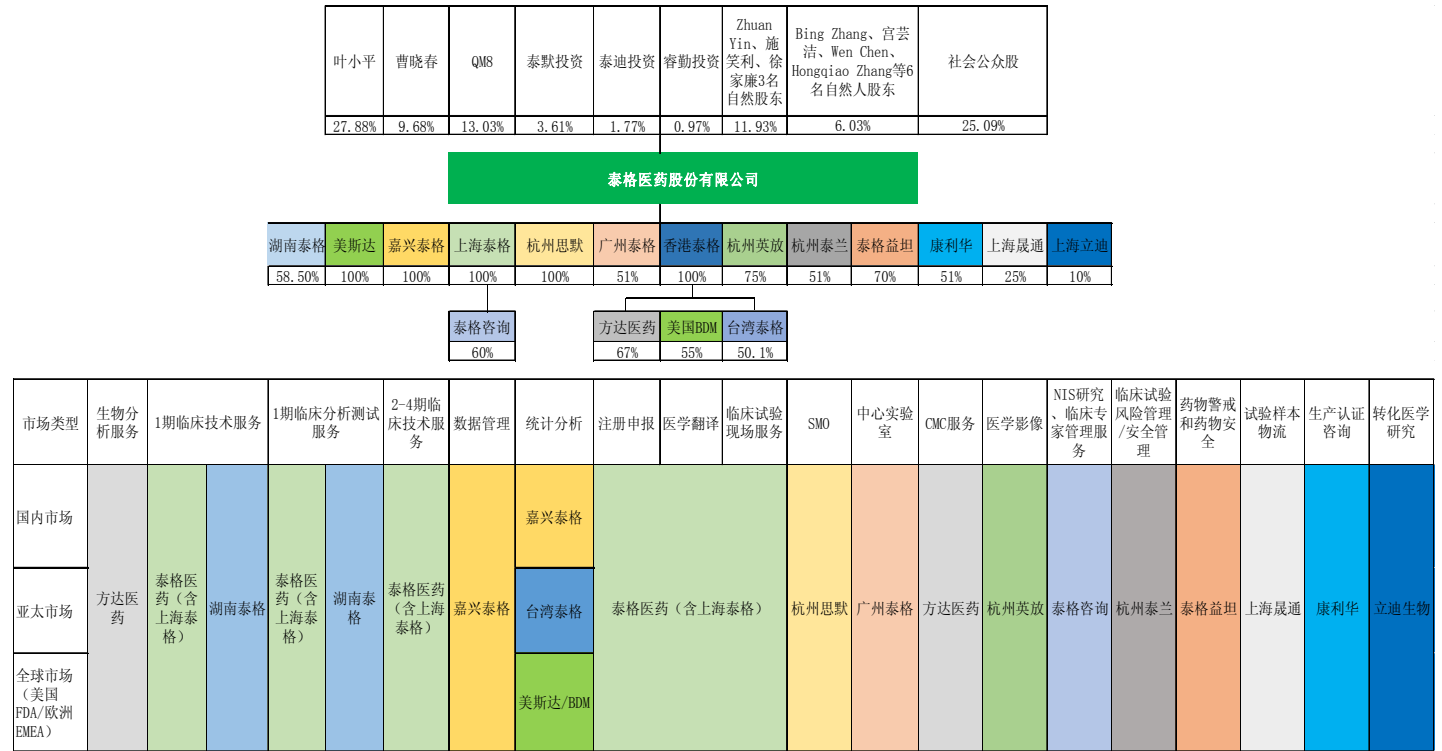 叶小平
曹晓春
QM8
泰默投资
泰迪投资
睿勤投资
Zhuan
Yin、施
笑利、徐
家廉3名
自然股东
Bing Zhang、宫芸
洁、Wen Chen、
Hongqiao Zhang等6
名自然人股东
社会公众股
27.88%
9.68%
13.03%
3.61%
1.77%
0.97%
11.93%
6.03%
25.09%
泰格医药股份有限公司
湖南泰格
美斯达
嘉兴泰格
上海泰格
杭州思默
广州泰格
香港泰格
杭州英放
杭州泰兰
泰格益坦
康利华
上海晟通
上海立迪
58.50%
100%
100%
100%
100%
51%
100%
75%
51%
70%
51%
25%
10%
泰格咨询
方达医药
美国BDM
台湾泰格
60%
67%
55%
50.1%
市场类型
生物分
析服务
1期临床技术服务
1期临床分析测试
服务
2-4期临
床技术服
务
数据管理
统计分析
注册申报
医学翻译
临床试验
现场服务
SMO
中心实验
室
CMC服务
医学影像
NIS研究
、临床专
家管理服
务
临床试验
风险管理
/安全管
理
药物警戒
和药物安
全
试验样本
物流
生产认证
咨询
转化医学
研究
国内市场
亚太市场
全球市场
（美国
FDA/欧洲
EMEA）
方达医
药
泰格医
药（含
上海泰
格）
湖南泰格
泰格医
药（含
上海泰
格）
湖南泰
格
泰格医药
（含上海
泰格）
嘉兴泰格
嘉兴泰格
台湾泰格
美斯达/BDM
泰格医药（含上海泰格）
杭州思默
广州泰格
方达医药
杭州英放
泰格咨询
杭州泰兰
泰格益坦
上海晟通
康利华
立迪生物